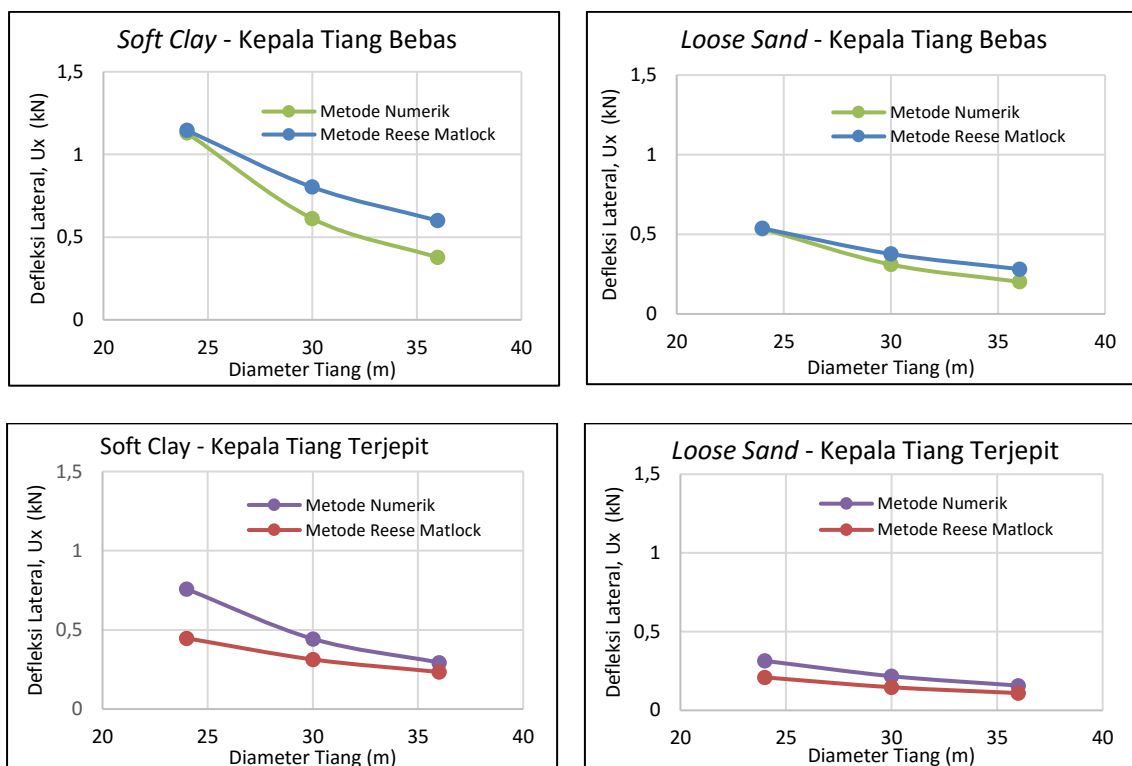 Soft Clay - Kepala Tiang Bebas
Defleksi Lateral, Ux (kN)
1,5
1
0,5
0
Metode Numerik
Metode Reese Matlock
20 25 30 35 40
Diameter Tiang (m)
Loose Sand - Kepala Tiang Bebas
Defleksi Lateral, Ux (kN)
1,5
1
0,5
0
Metode Numerik
Metode Reese Matlock
20 25 30 35 40
Diameter Tiang (m)
Soft Clay - Kepala Tiang Terjepit
Defleksi Lateral, Ux (kN)
1,5
1
0,5
0
Metode Numerik
Metode Reese Matlock
20 25 30 35 40
Diameter Tiang (m)
Loose Sand - Kepala Tiang Terjepit
Defleksi Lateral, Ux (kN)
1,5
1
0,5
0
Metode Numerik
Metode Reese Matlock
20 25 30 35 40
Diameter Tiang (m)